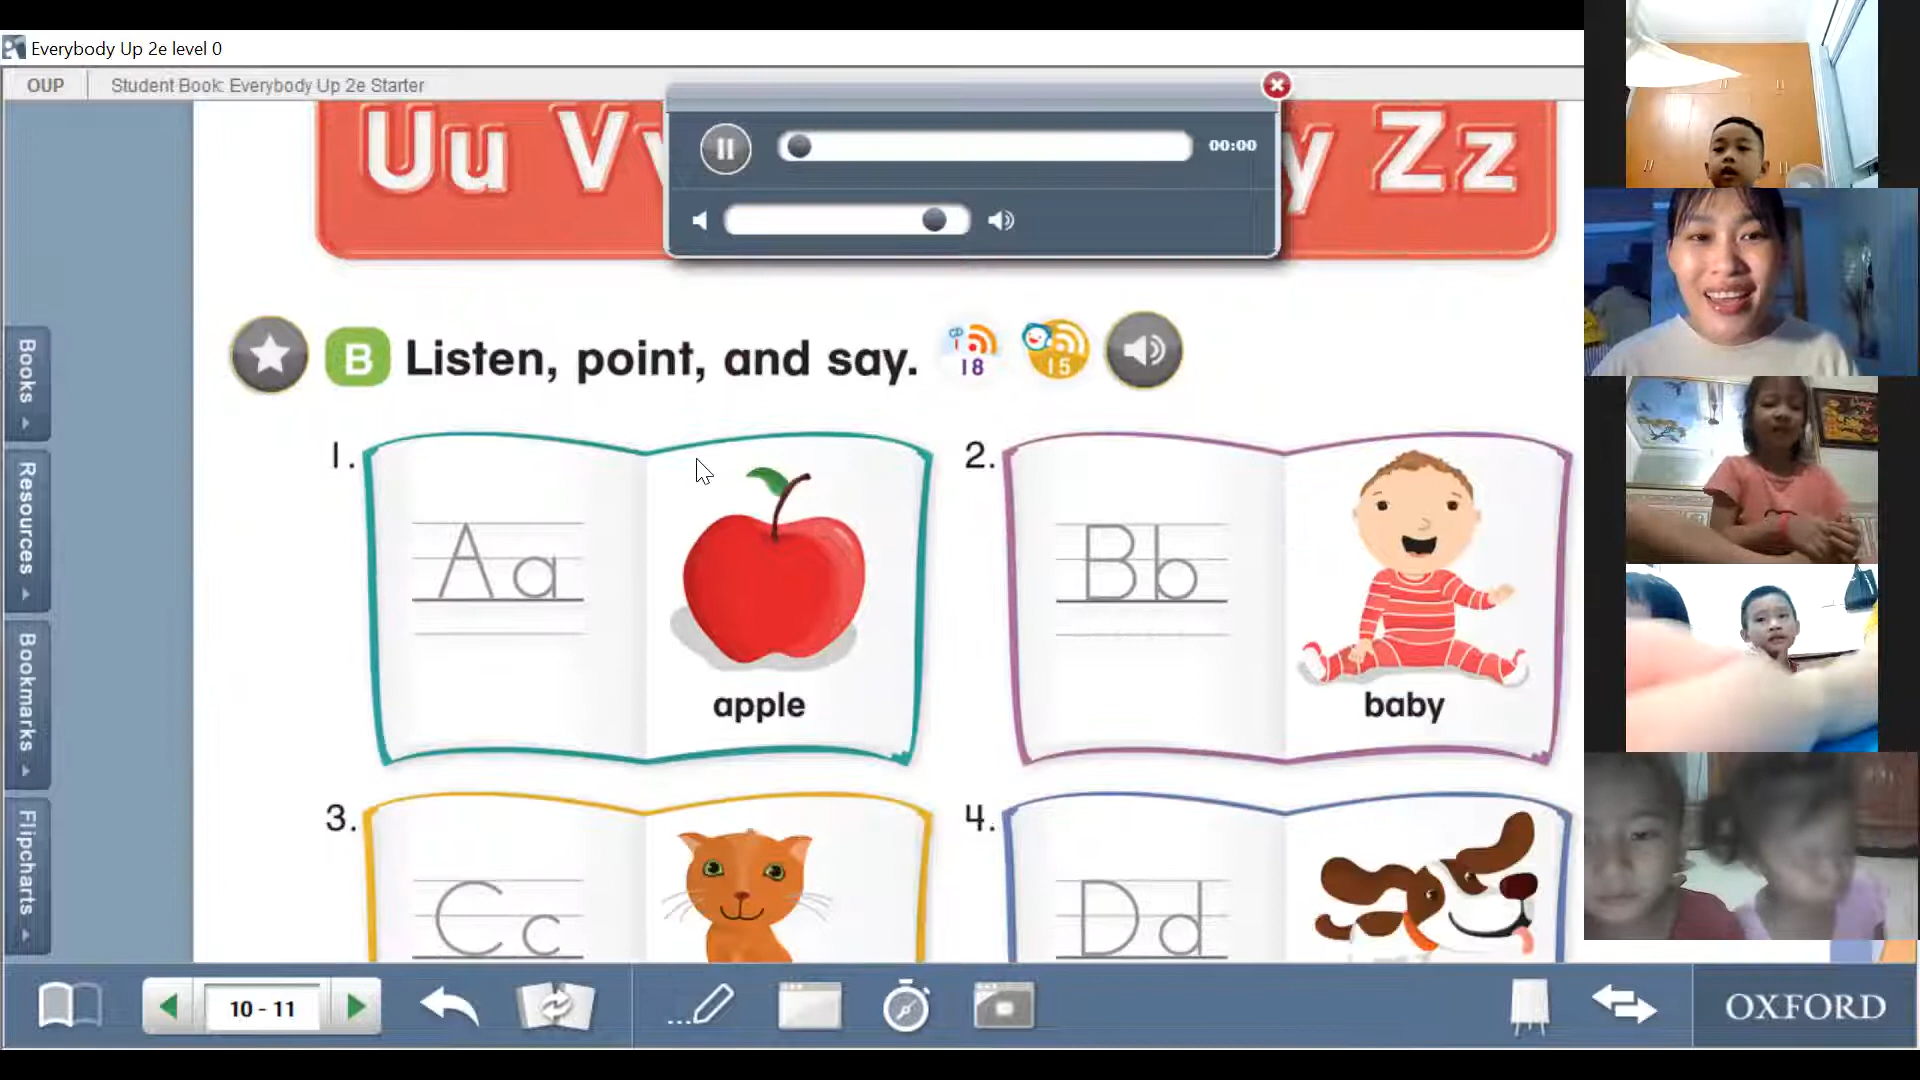 Everybody Up 2e level 0
OUP
Student Book: Everybody Up 2e Starter
Uu V y Zz
00:00
B Listen, point, and say.
CD 1 18
15
Books
Resources
Bookmarks
Flipcharts
1.
Aa
apple
2.
Bb
baby
3.
Cc
4.
Dd
10 - 11
OXFORD